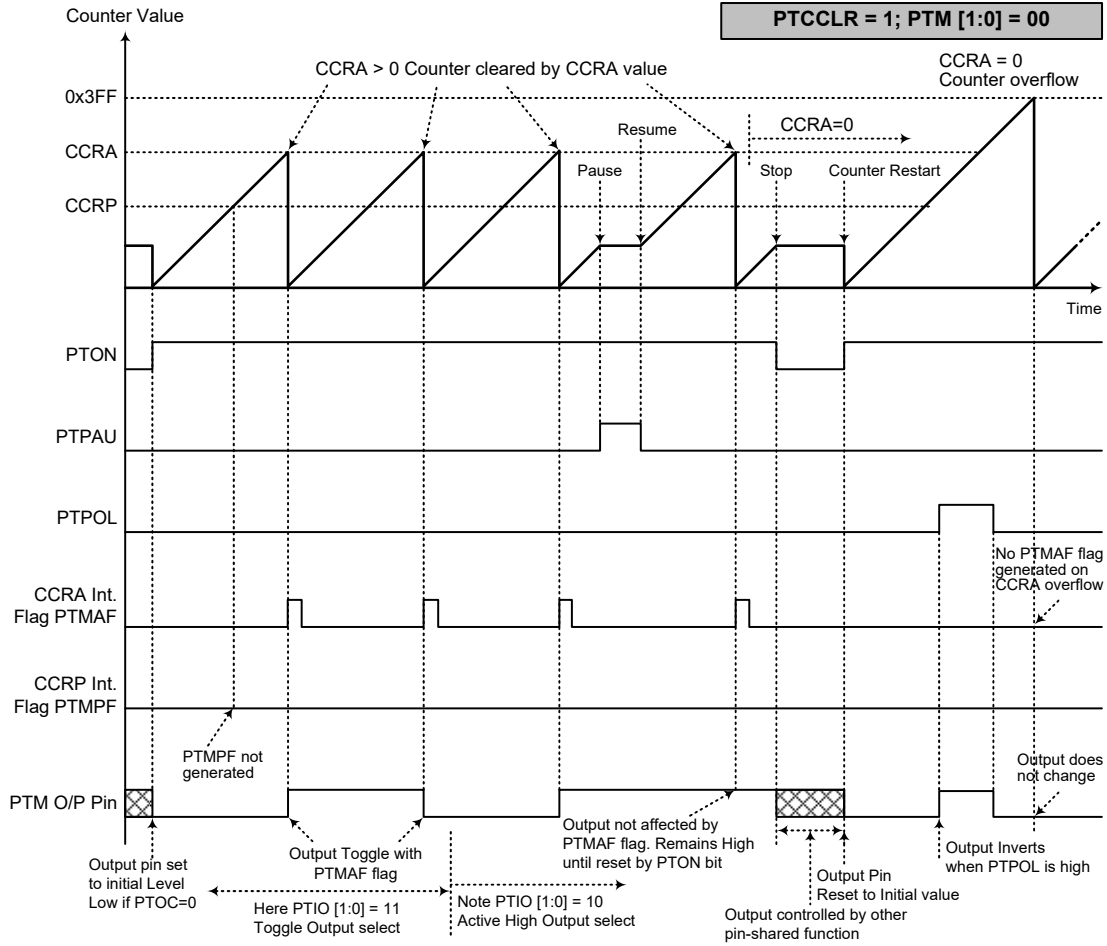 Counter Value
PTCCLR = 1; PTM [1:0] = 00
CCRA > 0 Counter cleared by CCRA value
CCRA = 0
Counter overflow
0x3FF
Resume
CCRA=0
CCRA
Pause
Stop
Counter Restart
CCRP
Time
PTON
PTPAU
PTPOL
No PTMAF flag
generated on
CCRA overflow
CCRA Int.
Flag PTMAF
CCRP Int.
Flag PTMPF
PTMPF not
generated
Output does
not change
PTM O/P Pin
Output pin set
to initial Level
Low if PTOC=0
Output Toggle with
PTMAF flag
Output not affected by
PTMAF flag. Remains High
until reset by PTON bit
Output Inverts
when PTPOL is high
Output Pin
Reset to Initial value
Here PTIO [1:0] = 11
Toggle Output select
Note PTIO [1:0] = 10
Active High Output select
Output controlled by other
pin-shared function